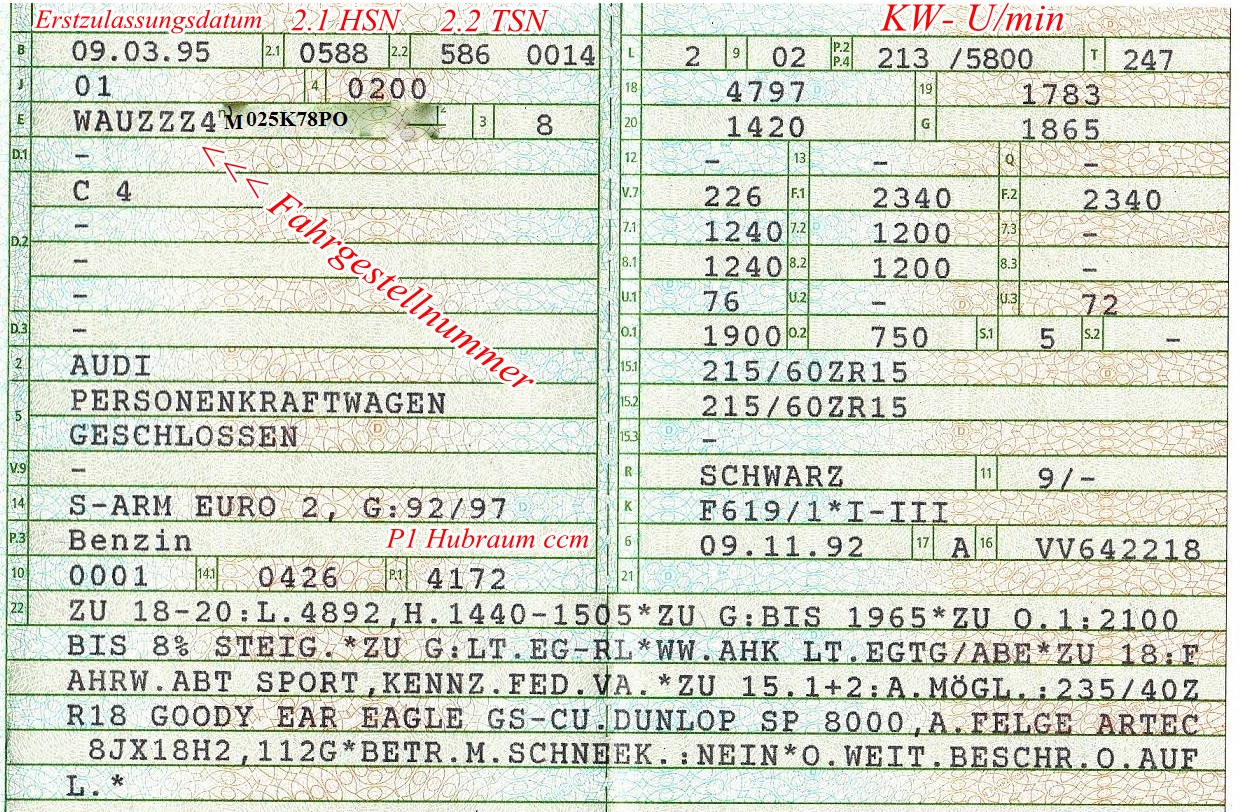 Erstzulassungsdatum 2.1 HSN 2.2 TSN KW- U/min
B 09.03.95 2.1 0588 2.2 586 0014 L 2 9 02 P.2 P.4 213 /5800 T 247
J 01 4 0200 18 4797 19 1783
E WAUZZZ4 M025K78PO 3 8 20 1420 G 1865
D.1 - 12 - 13 - Q -
C 4 V.7 226 F.1 2340 F.2 2340
D.2 - 7.1 1240 7.2 1200 7.3 -
- 8.1 1240 8.2 1200 8.3 -
- U.1 76 U.2 - U.3 72
D.3 - O.1 1900 O.2 750 S.1 5 S.2 -
<<<< Fahrgestellnummer
2 AUDI 15.1 215/60ZR15
5 PERSONENKRAFTWAGEN 15.2 215/60ZR15
GESCHLOSSEN 15.3 -
V.9 - R SCHWARZ 11 9/-
14 S-ARM EURO 2, G:92/97 K F619/1*I-III
P.3 Benzin P1 Hubraum ccm 6 09.11.92 17 A 16 VV642218
10 0001 14.1 0426 P.1 4172 21
22 ZU 18-20:L.4892,H.1440-1505*ZU G:BIS 1965*ZU O.1:2100
BIS 8% STEIG.*ZU G:LT.EG-RL*WW.AHK LT.EGTG/ABE*ZU 18:F
AHRW.ABT SPORT,KENNZ.FED.VA.*ZU 15.1+2:A.MÖGL.:235/40Z
R18 GOODY EAR EAGLE GS-CU.DUNLOP SP 8000,A.FELGE ARTEC
8JX18H2,112G*BETR.M.SCHNEEK.:NEIN*O.WEIT.BESCHR.O.AUF
L.*